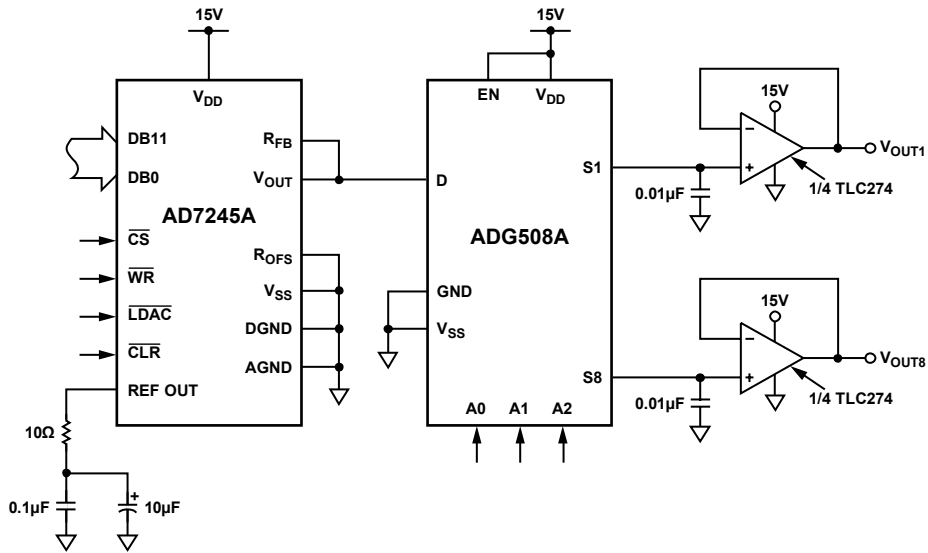 15V
15V
V_DD
EN
V_DD
15V
DB11
DB0
R_FB
V_OUT
D
S1
−
+
V_OUT1
0.01µF
1/4 TLC274
AD7245A
ADG508A
CS
WR
LDAC
CLR
REF OUT
R_OFS
V_SS
DGND
AGND
GND
V_SS
15V
−
+
V_OUT8
S8
0.01µF
1/4 TLC274
A0
A1
A2
10Ω
0.1µF
+
10µF